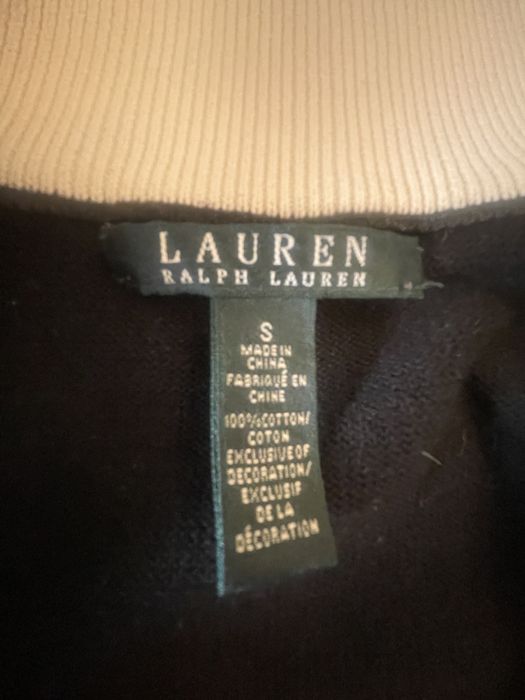 LAUREN
RALPH LAUREN
S
MADE IN
CHINA
FABRIQUÉ EN
CHINE
100%COTTON/
COTON
EXCLUSIVE OF
DECORATION/
EXCLUSIF
DE LA
DÉCORATION